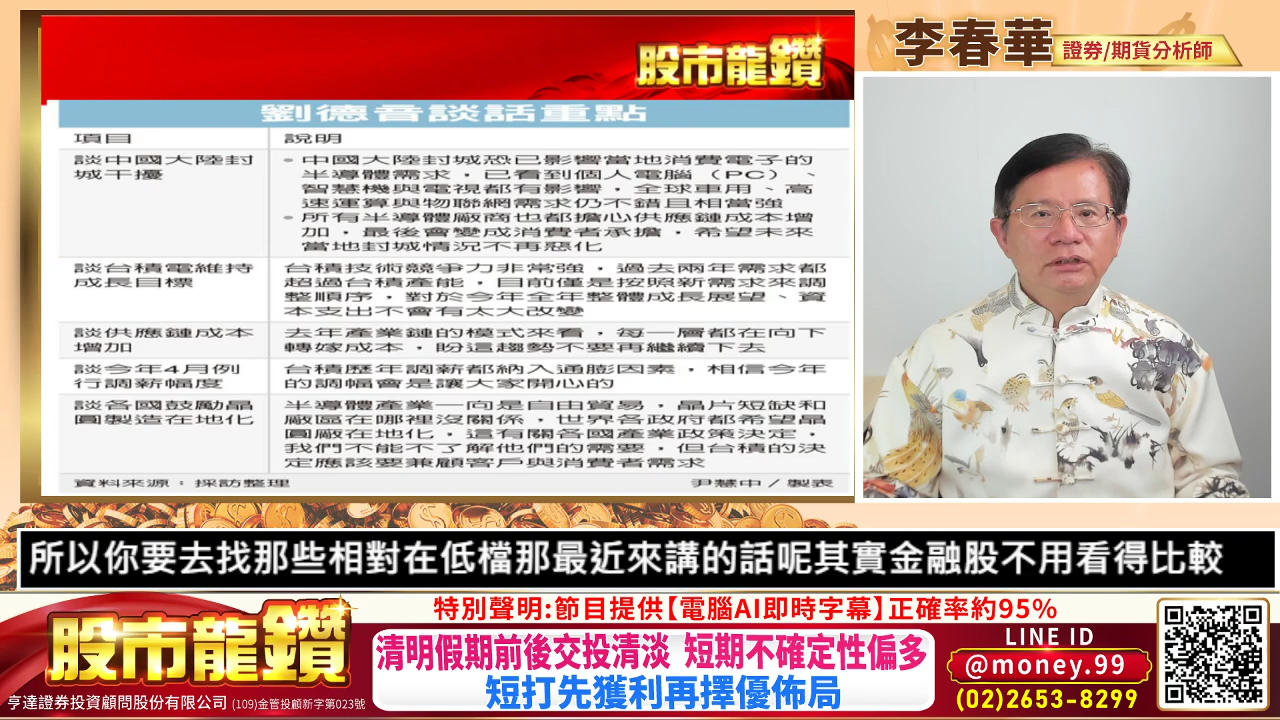 股市龍鑽
李春華
證券/期貨分析師
劉德音談話重點
項目
說明
談中國大陸封
城干擾
• 中國大陸封城恐已影響當地消費電子的
半導體需求，已看到個人電腦（PC）、
智慧機與電視都有影響，全球車用、高
速運算與物聯網需求仍不錯且相當強
• 所有半導體廠商也都擔心供應鏈成本增
加，最後會變成消費者承擔，希望未來
當地封城情況不再惡化
談台積電維持
成長目標
台積技術競爭力非常強，過去兩年需求都
超過台積產能，目前僅是按照新需求來調
整順序，對於今年全年整體成長展望、資
本支出不會有太大改變
談供應鏈成本
增加
去年產業鏈的模式來看，每一層都在向下
轉嫁成本，盼這趨勢不要再繼續下去
談今年4月例
行調薪幅度
台積歷年調薪都納入通膨因素，相信今年
的調幅會是讓大家開心的
談各國鼓勵晶
圓製造在地化
半導體產業一向是自由貿易，晶片短缺和
廠區在哪裡沒關係，世界各政府都希望晶
圓廠在地化，這有關各國產業政策決定，
我們不能不了解他們的需要，但台積的決
定應該要兼顧客戶與消費者需求
資料來源：採訪整理
尹慧中／製表
所以你要去找那些相對在低檔那最近來講的話呢其實金融股不用看得比較
特別聲明:節目提供【電腦AI即時字幕】正確率約95%
股市龍鑽
亨達證券投資顧問股份有限公司 (109)金管投顧新字第023號
清明假期前後交投清淡 短期不確定性偏多
短打先獲利再擇優佈局
LINE ID
@money.99
(02)2653-8299